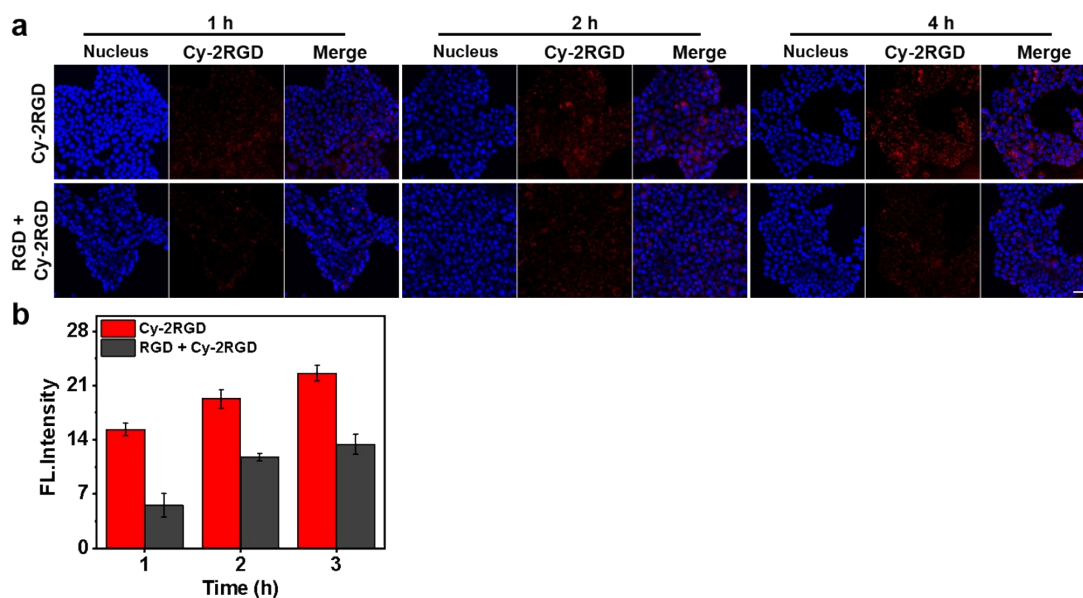 a
1 h
2 h
4 h
Nucleus Cy-2RGD Merge
Nucleus Cy-2RGD Merge
Nucleus Cy-2RGD Merge
Cy-2RGD
RGD +
Cy-2RGD
b
28
21
14
7
0
FL.Intensity
Cy-2RGD
RGD + Cy-2RGD
1 2 3
Time (h)